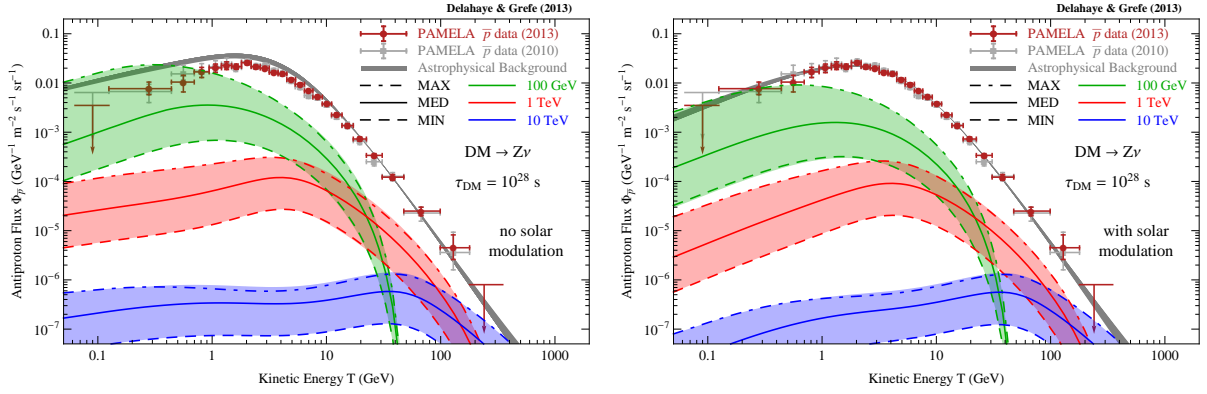 Delahaye & Grefe (2013)
PAMELA p̅ data (2013)
PAMELA p̅ data (2010)
Astrophysical Background
MAX 100 GeV
MED 1 TeV
MIN 10 TeV
DM → Zν
τDM = 10²⁸ s
no solar
modulation
0.1
0.01
10⁻³
10⁻⁴
10⁻⁵
10⁻⁶
10⁻⁷
Antiproton Flux Φp̅ (GeV⁻¹ m⁻² s⁻¹ sr⁻¹)
0.1 1 10 100 1000
Kinetic Energy T (GeV)
Delahaye & Grefe (2013)
PAMELA p̅ data (2013)
PAMELA p̅ data (2010)
Astrophysical Background
MAX 100 GeV
MED 1 TeV
MIN 10 TeV
DM → Zν
τDM = 10²⁸ s
with solar
modulation
0.1
0.01
10⁻³
10⁻⁴
10⁻⁵
10⁻⁶
10⁻⁷
Antiproton Flux Φp̅ (GeV⁻¹ m⁻² s⁻¹ sr⁻¹)
0.1 1 10 100 1000
Kinetic Energy T (GeV)